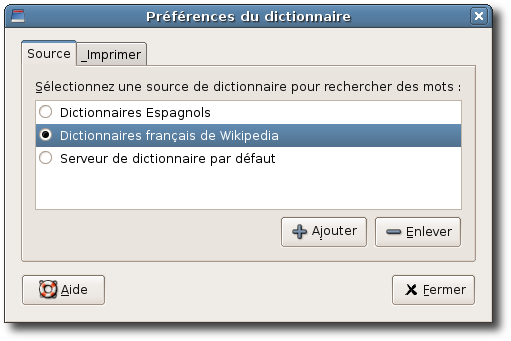 Préférences du dictionnaire
Source _Imprimer
Sélectionnez une source de dictionnaire pour rechercher des mots :
Dictionnaires Espagnols
Dictionnaires français de Wikipedia
Serveur de dictionnaire par défaut
Ajouter Enlever
Aide Fermer